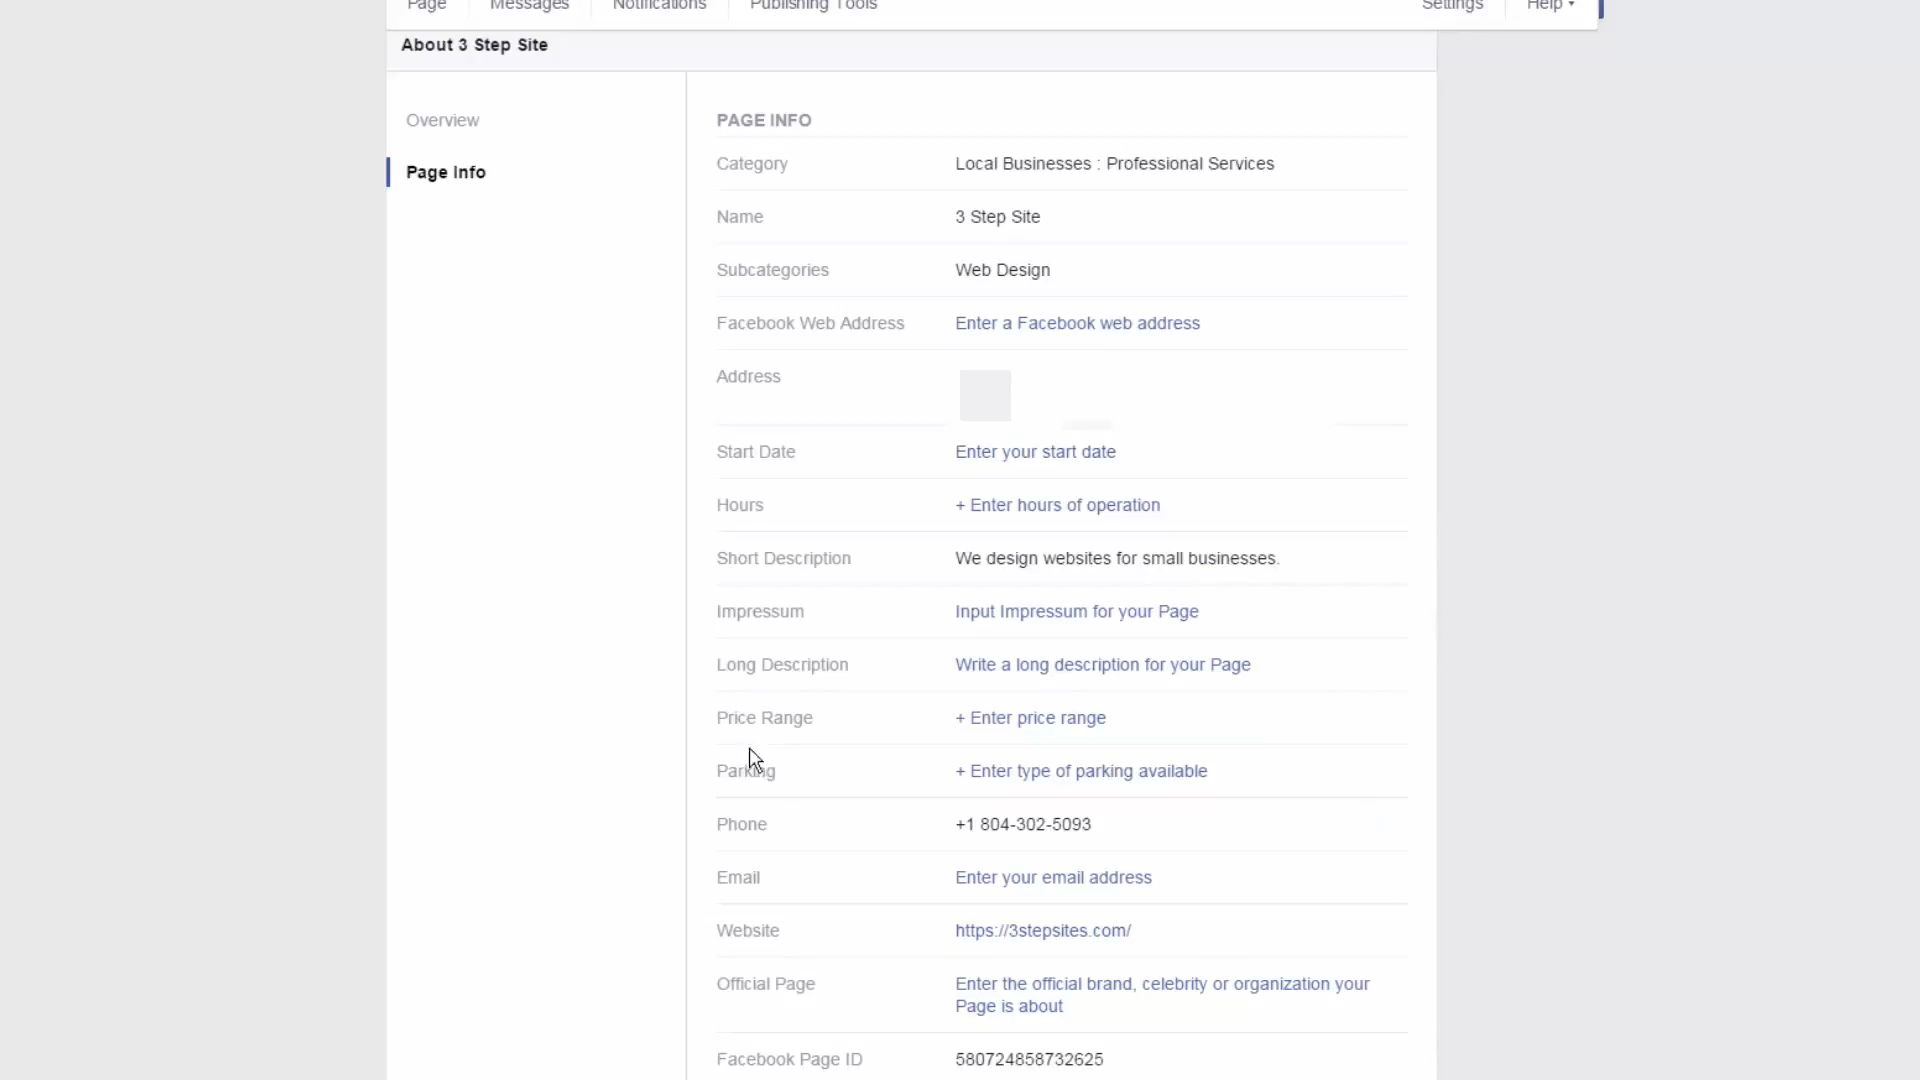 Page Messages Notifications Publishing Tools Settings Help
About 3 Step Site
Overview
Page Info
PAGE INFO
Category Local Businesses : Professional Services
Name 3 Step Site
Subcategories Web Design
Facebook Web Address Enter a Facebook web address
Address
Start Date Enter your start date
Hours + Enter hours of operation
Short Description We design websites for small businesses.
Impressum Input Impressum for your Page
Long Description Write a long description for your Page
Price Range + Enter price range
Parking + Enter type of parking available
Phone +1 804-302-5093
Email Enter your email address
Website https://3stepsites.com/
Official Page Enter the official brand, celebrity or organization your
Page is about
Facebook Page ID 580724858732625